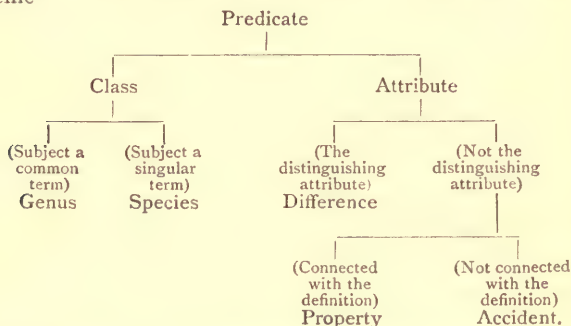 Predicate
Class Attribute
(Subject a (Subject a (The (Not the
common singular distinguishing distinguishing
term) term) attribute) attribute)
Genus Species Difference
(Connected (Not connected
with the with the
definition) definition)
Property Accident.